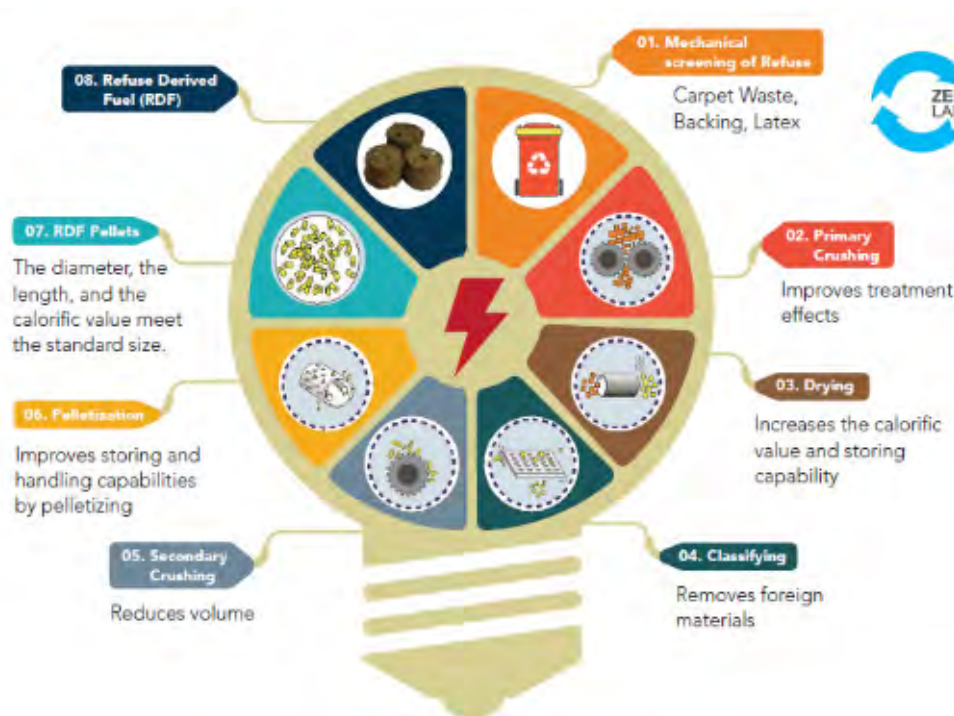 01. Mechanical
screening of Refuse
Carpet Waste,
Backing, Latex
02. Primary
Crushing
Improves treatment
effects
03. Drying
Increases the calorific
value and storing
capability
04. Classifying
Removes foreign
materials
05. Secondary
Crushing
Reduces volume
06. Pelletization
Improves storing and
handling capabilities
by pelletizing
07. RDF Pellets
The diameter, the
length, and the
calorific value meet
the standard size.
08. Refuse Derived
Fuel (RDF)